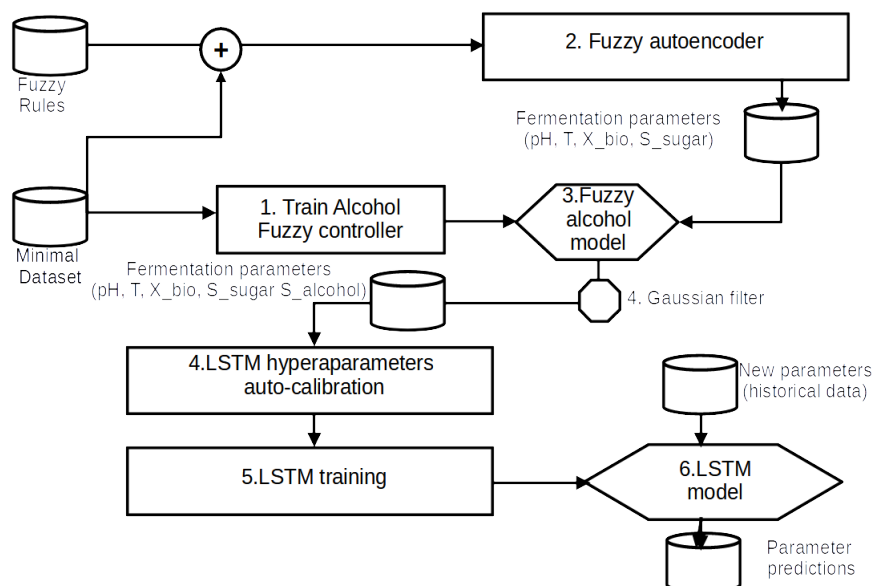 +
2. Fuzzy autoencoder
Fuzzy
Rules
Fermentation parameters
(pH, T, X_bio, S_sugar)
1. Train Alcohol
Fuzzy controller
3.Fuzzy
alcohol
model
Minimal
Dataset
Fermentation parameters
(pH, T, X_bio, S_sugar S_alcohol)
4. Gaussian filter
4.LSTM hyperaparameters
auto-calibration
New parameters
(historical data)
5.LSTM training
6.LSTM
model
Parameter
predictions